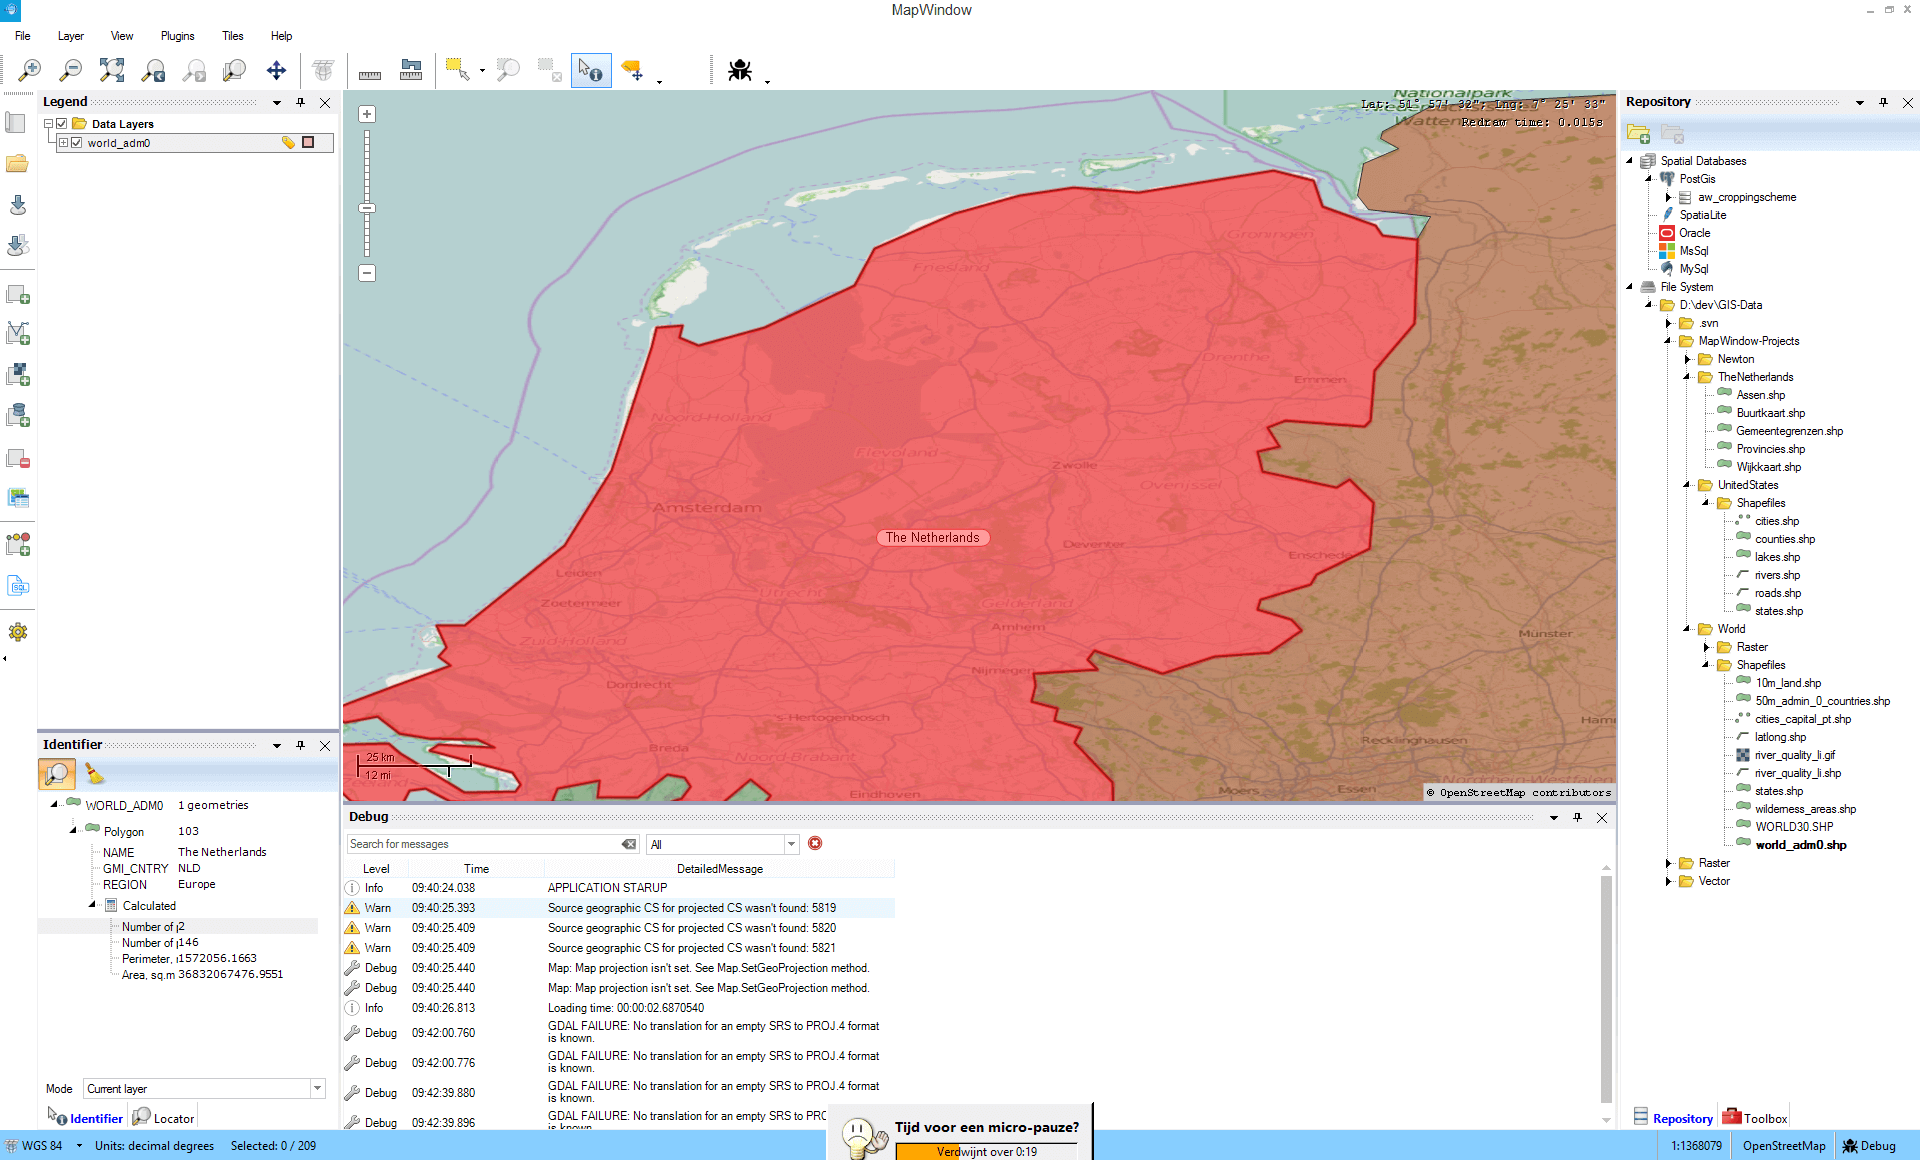 MapWindow
File Layer View Plugins Tiles Help
Legend
Data Layers
world_adm0
Lat: 51° 57' 32"; Lng: 7° 25' 33"
Redraw time: 0.015s
Nationalpark
Groningen
Friesland
Drenthe
Emmen
Noord-Holland
Flevoland
Zwolle
Overijssel
Amsterdam
The Netherlands
Deventer
Enschede
Leiden
Utrecht
Zoetermeer
Gelderland
Arnhem
Zuid-Holland
Munster
Nijmegen
Dordrecht
's-Hertogenbosch
Breda
Noord-Brabant
Recklinghausen
Eindhoven
Moers
Essen
Nordrhein-Westfalen
25 km
12 mi
© OpenStreetMap contributors
Identifier
WORLD_ADM0 1 geometries
Polygon 103
NAME The Netherlands
GMI_CNTRY NLD
REGION Europe
Calculated
Number of 2
Number of 146
Perimeter, 1572056.1663
Area, sq.m 36832067476.9551
Mode Current layer
Identifier Locator
Debug
Search for messages All
Level Time DetailedMessage
Info 09:40:24.038 APPLICATION STARUP
Warn 09:40:25.393 Source geographic CS for projected CS wasn't found: 5819
Warn 09:40:25.409 Source geographic CS for projected CS wasn't found: 5820
Warn 09:40:25.409 Source geographic CS for projected CS wasn't found: 5821
Debug 09:40:25.440 Map: Map projection isn't set. See Map.SetGeoProjection method.
Debug 09:40:25.440 Map: Map projection isn't set. See Map.SetGeoProjection method.
Info 09:40:26.813 Loading time: 00:00:02.6870540
Debug 09:42:00.760 GDAL FAILURE: No translation for an empty SRS to PROJ.4 format
is known.
Debug 09:42:00.776 GDAL FAILURE: No translation for an empty SRS to PROJ.4 format
is known.
Debug 09:42:39.880 GDAL FAILURE: No translation for an empty SRS to PROJ.4 format
is known.
Debug 09:42:39.896 GDAL FAILURE: No translation for an empty SRS to PRO
is known.
Tijd voor een micro-pauze?
Verdwijnt over 0:19
Repository
Spatial Databases
PostGis
aw_croppingscheme
SpatiaLite
Oracle
MsSql
MySql
File System
D:\dev\GIS-Data
.svn
MapWindow-Projects
Newton
TheNetherlands
Assen.shp
Buurtkaart.shp
Gemeentegrenzen.shp
Provincies.shp
Wijkkaart.shp
UnitedStates
Shapefiles
cities.shp
counties.shp
lakes.shp
rivers.shp
roads.shp
states.shp
World
Raster
Shapefiles
10m_land.shp
50m_admin_0_countries.shp
cities_capital_pt.shp
latlong.shp
river_quality_li.gif
river_quality_li.shp
states.shp
wilderness_areas.shp
WORLD30.SHP
world_adm0.shp
Raster
Vector
Repository Toolbox
WGS 84 Units: decimal degrees Selected: 0 / 209
1:1368079 OpenStreetMap Debug